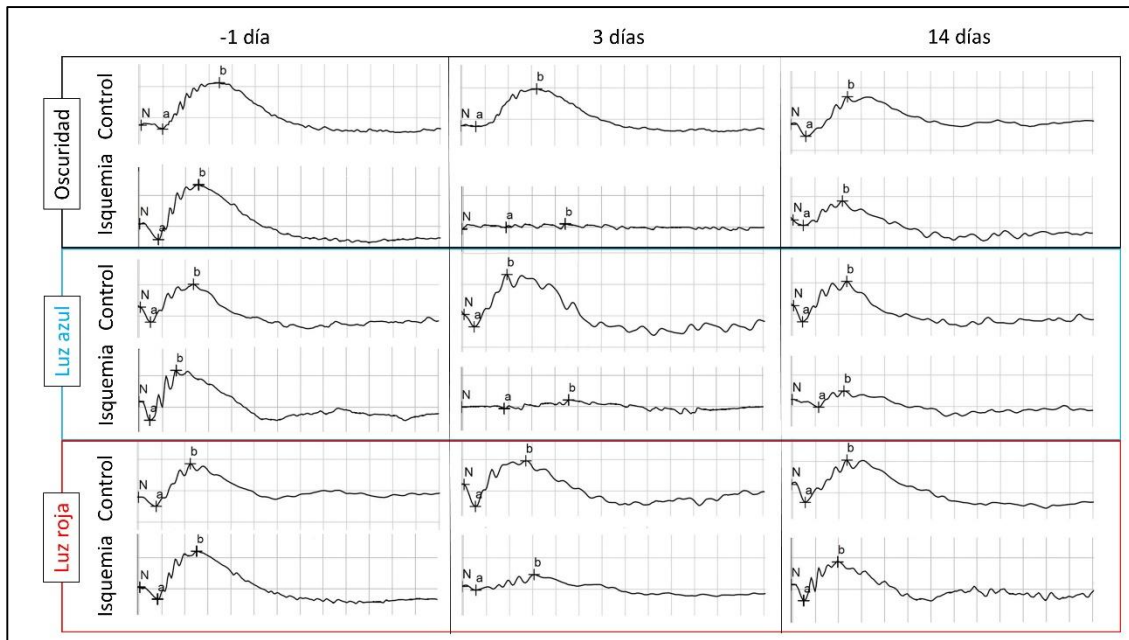 -1 día
3 días
14 días
Oscuridad
Control
N a b
N a b
N a b
Isquemia
N a b
N a b
N a b
Luz azul
Control
N a b
N a b
N a b
Isquemia
N a b
N a b
N a b
Luz roja
Control
N a b
N a b
N a b
Isquemia
N a b
N a b
N a b